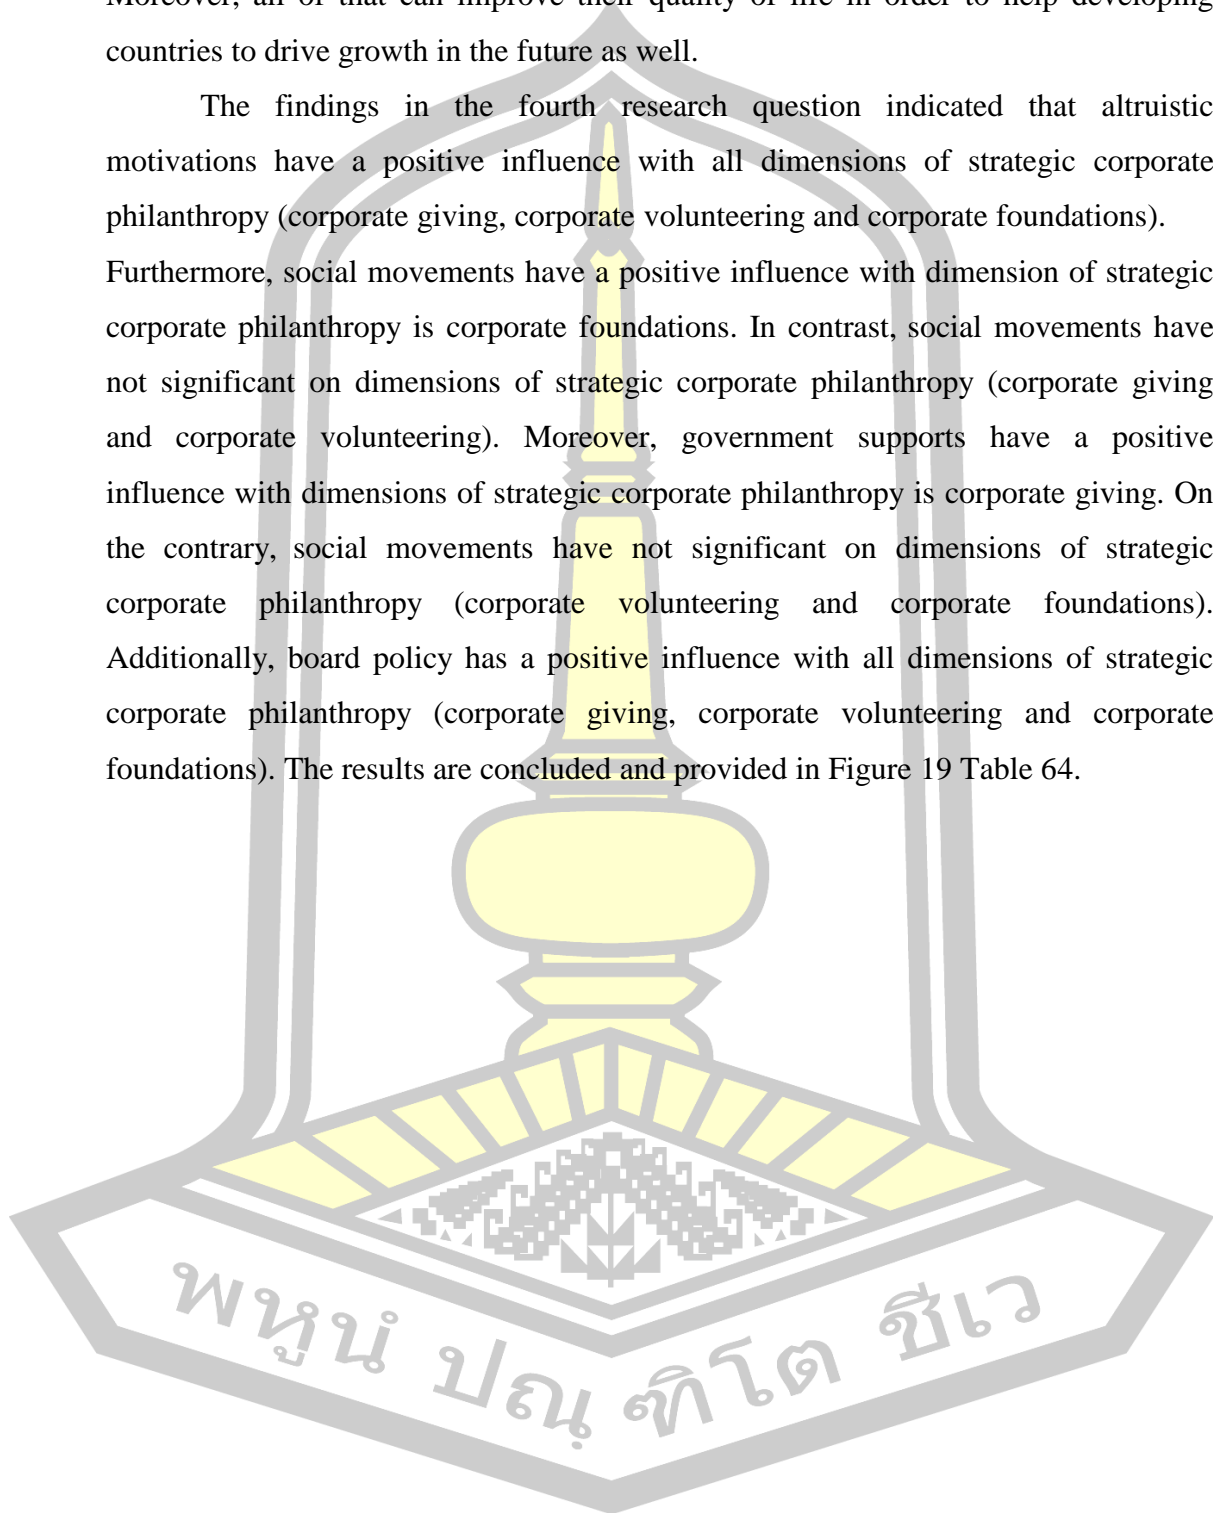 Moreover, all of that can improve their quality of life in order to help developing
countries to drive growth in the future as well.
The findings in the fourth research question indicated that altruistic
motivations have a positive influence with all dimensions of strategic corporate
philanthropy (corporate giving, corporate volunteering and corporate foundations).
Furthermore, social movements have a positive influence with dimension of strategic
corporate philanthropy is corporate foundations. In contrast, social movements have
not significant on dimensions of strategic corporate philanthropy (corporate giving
and corporate volunteering). Moreover, government supports have a positive
influence with dimensions of strategic corporate philanthropy is corporate giving. On
the contrary, social movements have not significant on dimensions of strategic
corporate philanthropy (corporate volunteering and corporate foundations).
Additionally, board policy has a positive influence with all dimensions of strategic
corporate philanthropy (corporate giving, corporate volunteering and corporate
foundations). The results are concluded and provided in Figure 19 Table 64.
พหูนํ ปณฺฑิโต ชีเว